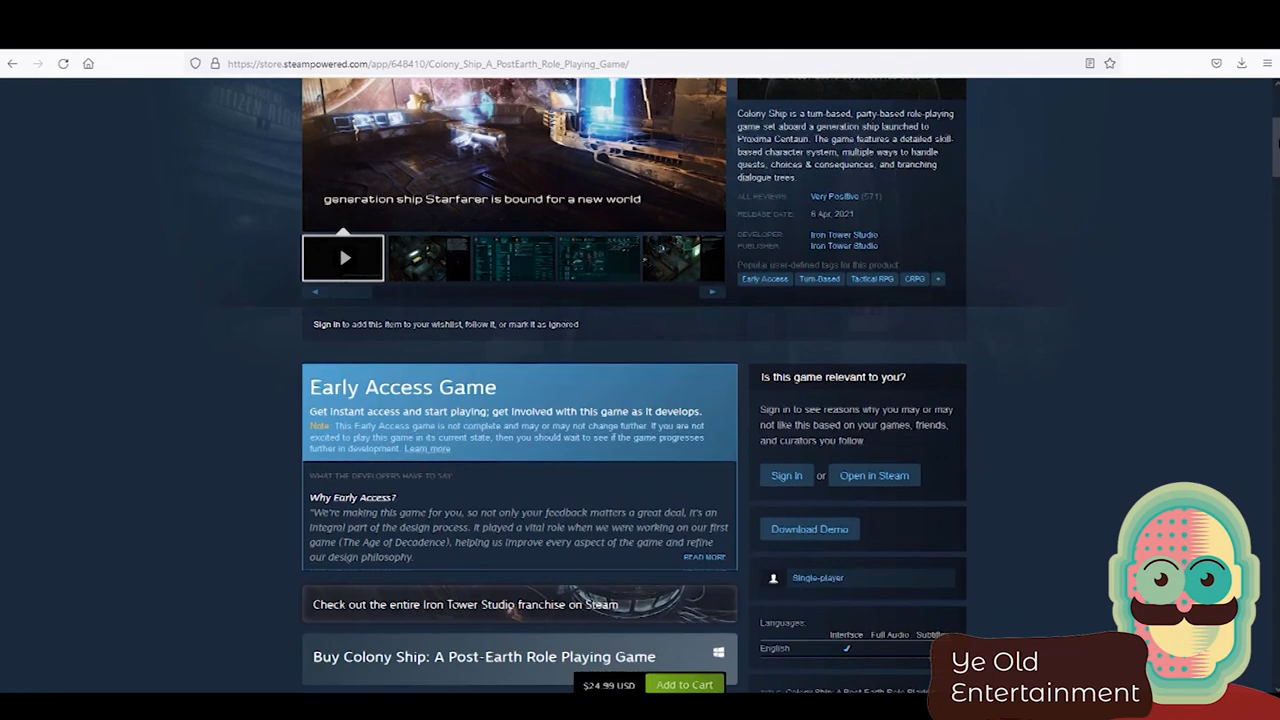 https://store.steampowered.com/app/648410/Colony_Ship_A_PostEarth_Role_Playing_Game/
generation ship Starfarer is bound for a new world
Colony Ship is a turn-based, party-based role-playing
game set aboard a generation ship launched to
Proxima Centauri. The game features a detailed skill-
based character system, multiple ways to handle
quests, choices & consequences, and branching
dialogue trees.
ALL REVIEWS: Very Positive (571)
RELEASE DATE: 6 Apr, 2021
DEVELOPER: Iron Tower Studio
PUBLISHER: Iron Tower Studio
Popular user-defined tags for this product:
Early Access Turn-Based Tactical RPG CRPG +
Sign in to add this item to your wishlist, follow it, or mark it as ignored
Early Access Game
Get instant access and start playing; get involved with this game as it develops.
Note: This Early Access game is not complete and may or may not change further. If you are not
excited to play this game in its current state, then you should wait to see if the game progresses
further in development. Learn more
WHAT THE DEVELOPERS HAVE TO SAY:
Why Early Access?
"We're making this game for you, so not only your feedback matters a great deal, it's an
integral part of the design process. It played a vital role when we were working on our first
game (The Age of Decadence), helping us improve every aspect of the game and refine
our design philosophy.
READ MORE
Check out the entire Iron Tower Studio franchise on Steam
Buy Colony Ship: A Post-Earth Role Playing Game
$24.99 USD Add to Cart
Is this game relevant to you?
Sign in to see reasons why you may or may
not like this based on your games, friends,
and curators you follow.
Sign In or Open in Steam
Download Demo
Single-player
Languages:
Interface Full Audio
English ✔
Ye Old
Entertainment